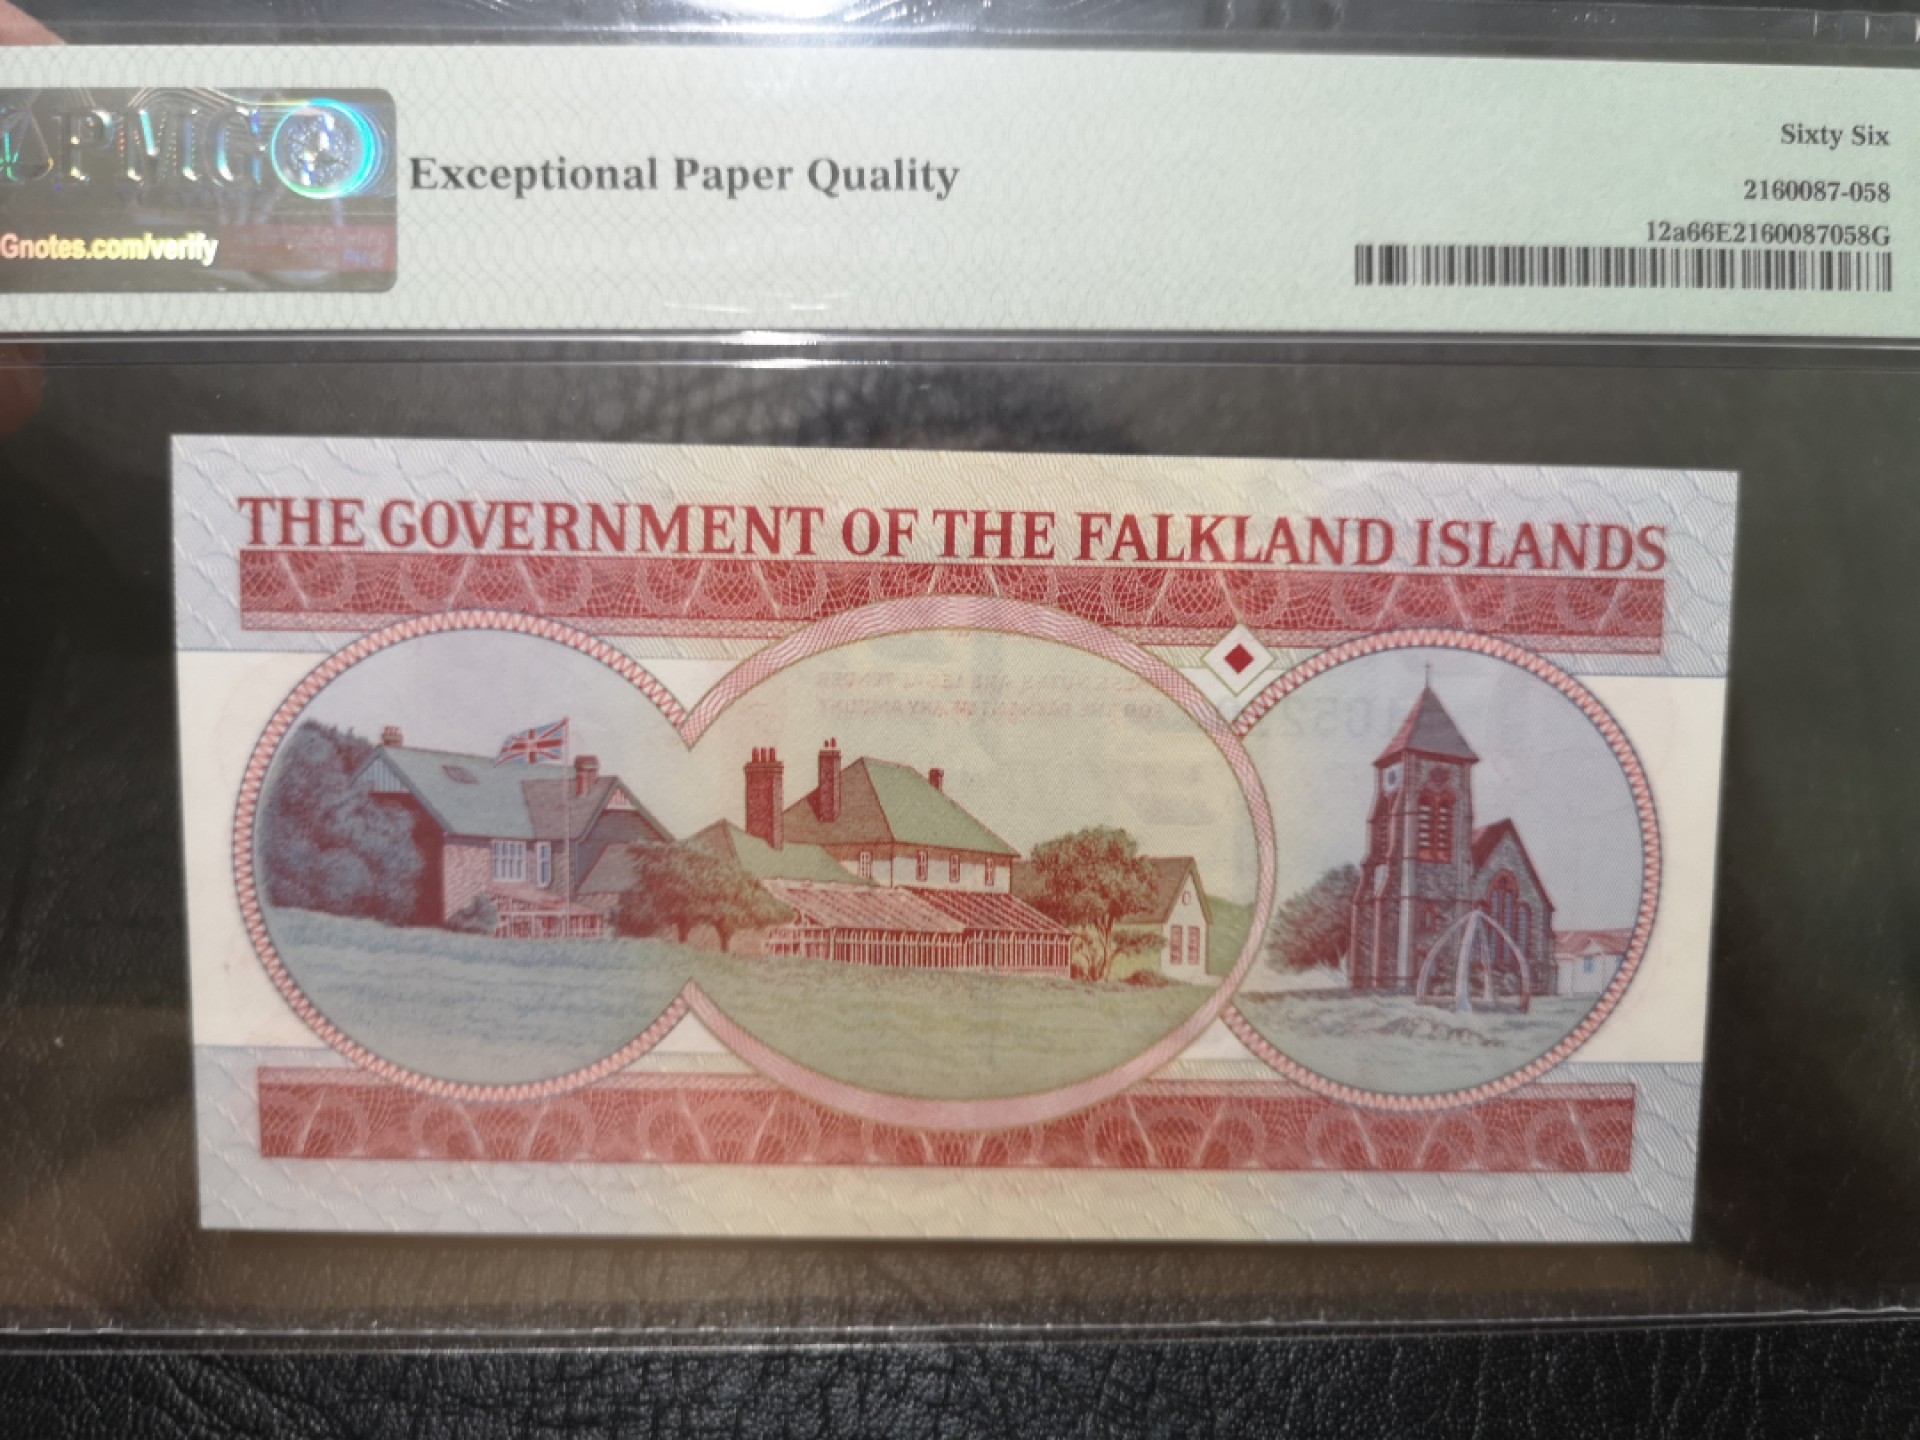 PMG
Gnotes.com/verify
Exceptional Paper Quality
Sixty Six
2160087-058
12a66E2160087058G
THE GOVERNMENT OF THE FALKLAND ISLANDS